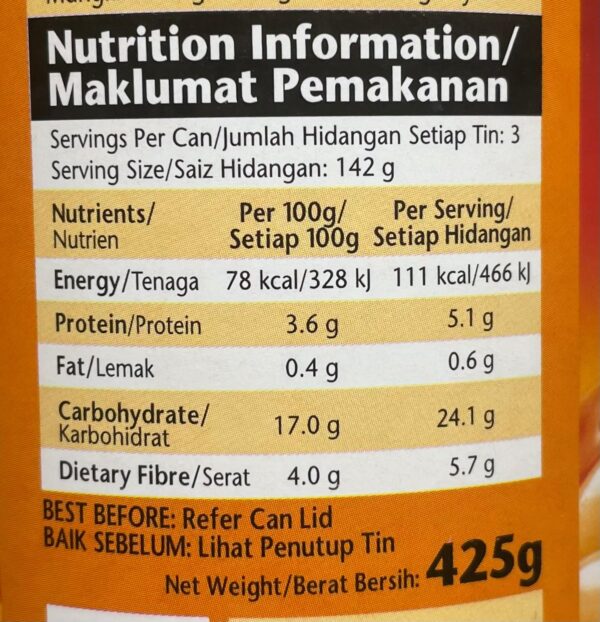 Nutrition Information/
Maklumat Pemakanan
Servings Per Can/Jumlah Hidangan Setiap Tin: 3
Serving Size/Saiz Hidangan: 142 g
Nutrients/ Per 100g/ Per Serving/
Nutrien Setiap 100g Setiap Hidangan
Energy/Tenaga 78 kcal/328 kJ 111 kcal/466 kJ
Protein/Protein 3.6 g 5.1 g
Fat/Lemak 0.4 g 0.6 g
Carbohydrate/
Karbohidrat 17.0 g 24.1 g
Dietary Fibre/Serat 4.0 g 5.7 g
BEST BEFORE: Refer Can Lid
BAIK SEBELUM: Lihat Penutup Tin
Net Weight/Berat Bersih: 425g